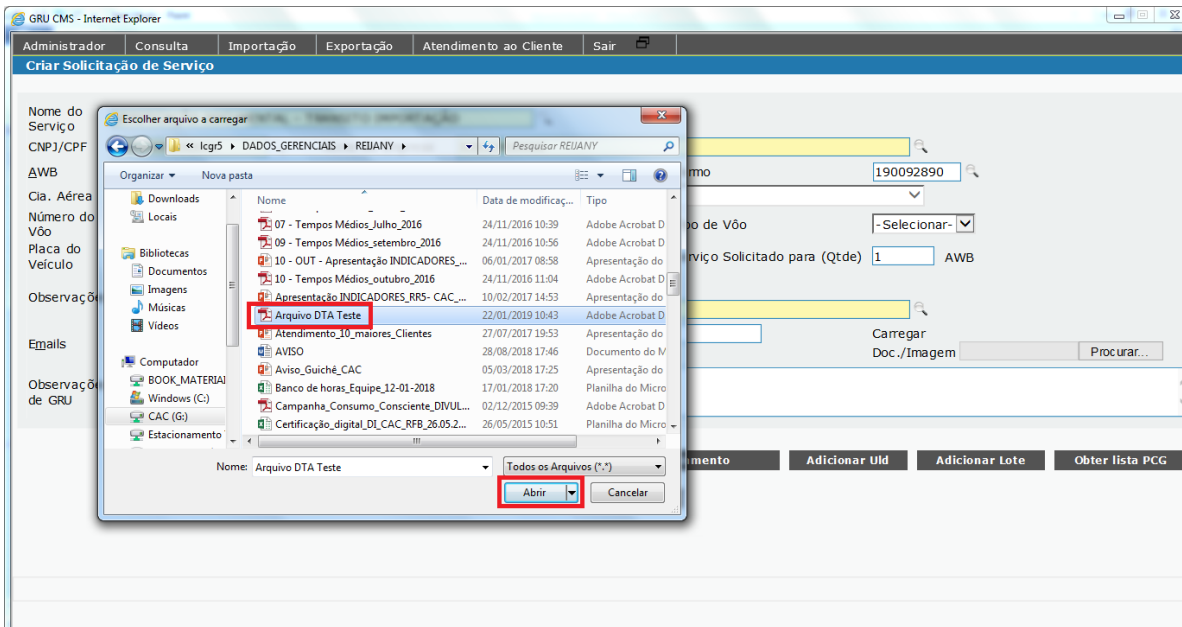 GRU CMS - Internet Explorer
Administrador Consulta Importação Exportação Atendimento ao Cliente Sair
Criar Solicitação de Serviço
Nome do
Serviço
CNPJ/CPF
AWB
Cia. Aérea
Número do
Vôo
Placa do
Veículo
Emails
de GRU
rmo 190092890
po de Vôo -Selecionar-
rviço Solicitado para (Qtde) 1 AWB
Carregar
Doc./Imagem Procurar...
mento Adicionar Uld Adicionar Lote Obter lista PCG
Escolher arquivo a carregar
« lcgr5 DADOS_GERENCIAIS REIJANY Pesquisar REIJANY
Organizar Nova pasta
Downloads
Locais
Bibliotecas
Documentos
Imagens
Músicas
Vídeos
Computador
BOOK_MATERIAI
Windows (C:)
CAC (G:)
Estacionamento
Nome Data de modificaç... Tipo
07 - Tempos Médios_Julho_2016 24/11/2016 10:39 Adobe Acrobat D
09 - Tempos Médios_setembro_2016 24/11/2016 10:56 Adobe Acrobat D
10 - OUT - Apresentação INDICADORES_... 06/01/2017 08:58 Apresentação do
10 - Tempos Médios_outubro_2016 24/11/2016 11:04 Adobe Acrobat D
Apresentação INDICADORES_RR5- CAC_... 10/02/2017 14:53 Apresentação do
Arquivo DTA Teste 22/01/2019 10:43 Adobe Acrobat D
Atendimento_10_maiores_Clientes 27/07/2017 19:53 Apresentação do
AVISO 28/08/2018 17:46 Documento do M
Aviso_Guichê_CAC 05/03/2018 17:25 Apresentação do
Banco de horas_Equipe_12-01-2018 17/01/2018 17:20 Planilha do Micro
Campanha_Consumo_Consciente_DIVUL... 02/12/2015 09:39 Adobe Acrobat D
Certificação_digital_DI_CAC_RFB_26.05.2... 26/05/2015 10:51 Planilha do Micro
Nome: Arquivo DTA Teste Todos os Arquivos (*.*)
Abrir Cancelar